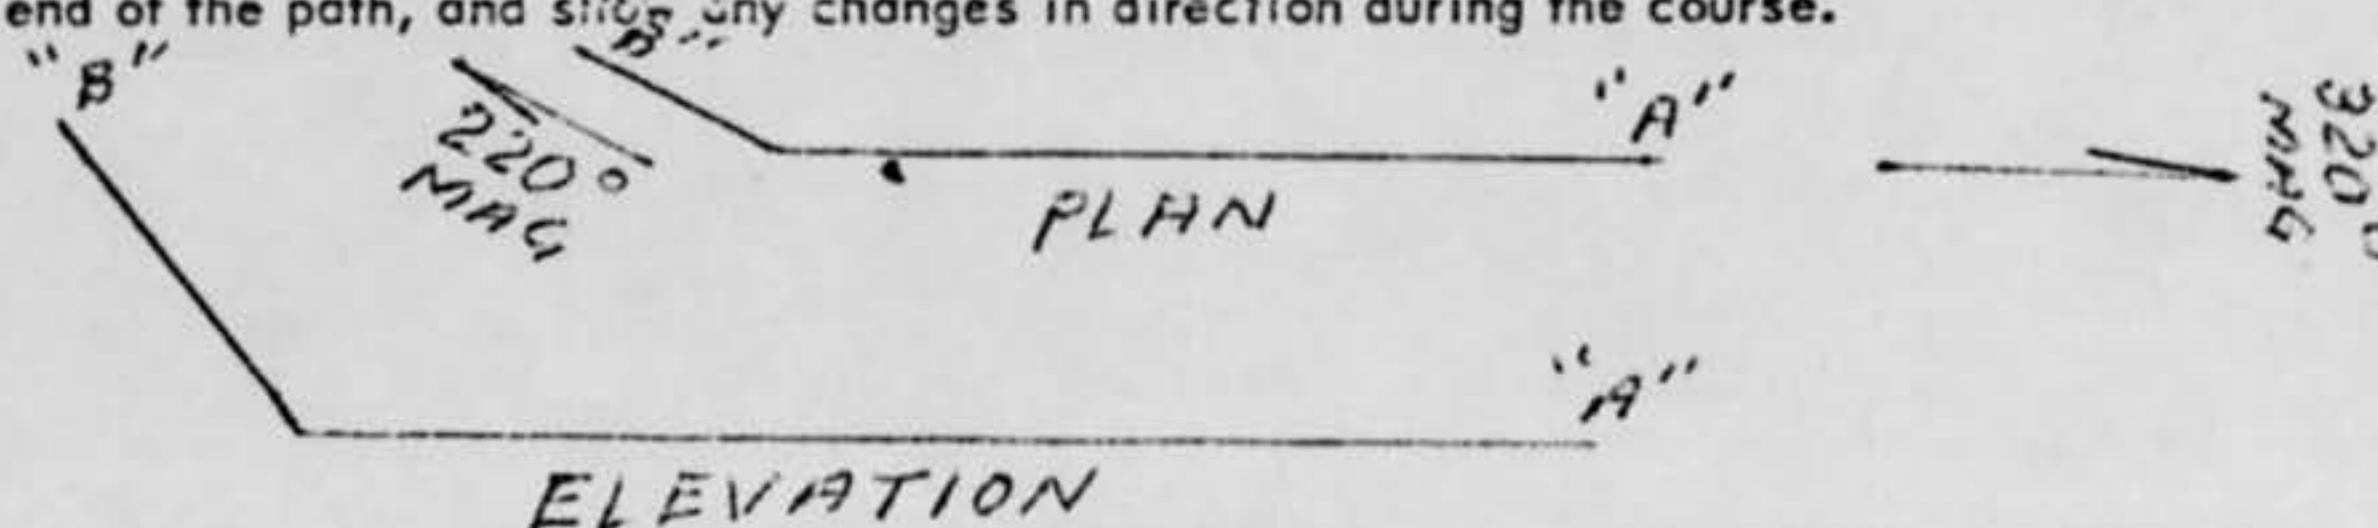 end of the path, and show any changes in direction during the course.
"B"
"B"
"A"
220°
MAG
320°
MAG
PLAN
"A"
ELEVATION